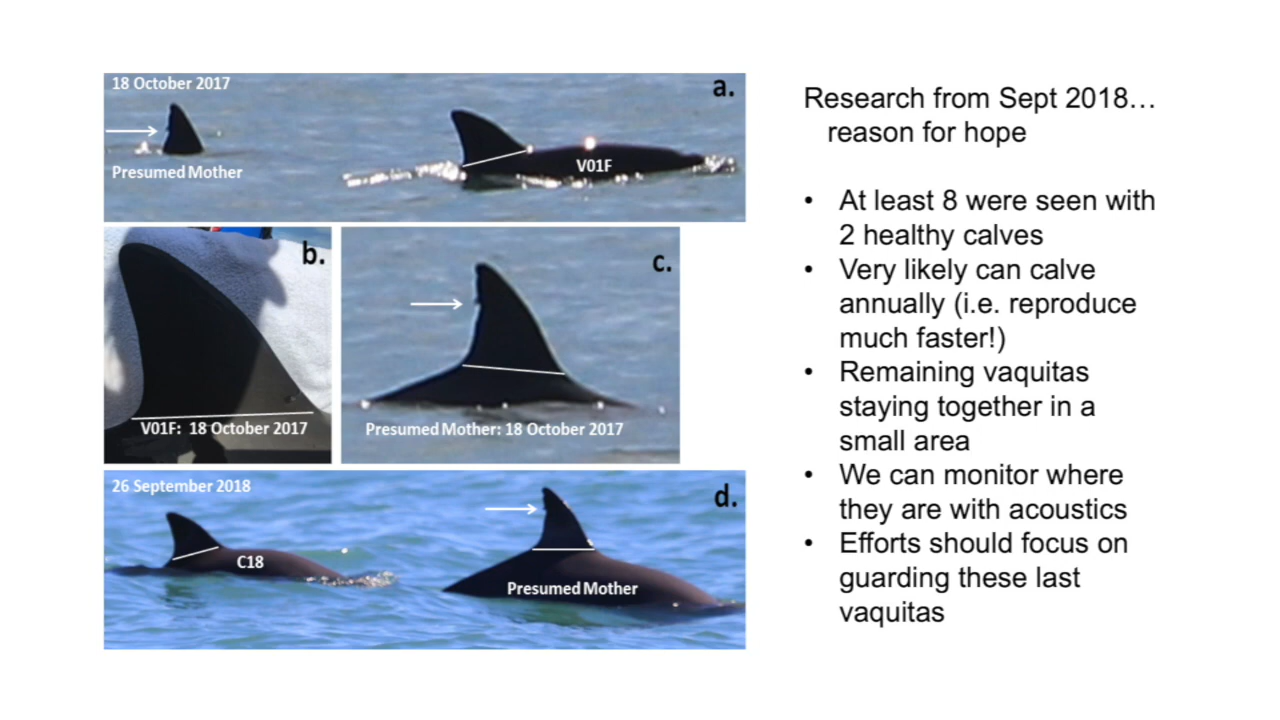 18 October 2017
a.
Presumed Mother
V01F
b.
V01F: 18 October 2017
c.
Presumed Mother: 18 October 2017
26 September 2018
d.
C18
Presumed Mother
Research from Sept 2018…
reason for hope
• At least 8 were seen with
2 healthy calves
• Very likely can calve
annually (i.e. reproduce
much faster!)
• Remaining vaquitas
staying together in a
small area
• We can monitor where
they are with acoustics
• Efforts should focus on
guarding these last
vaquitas